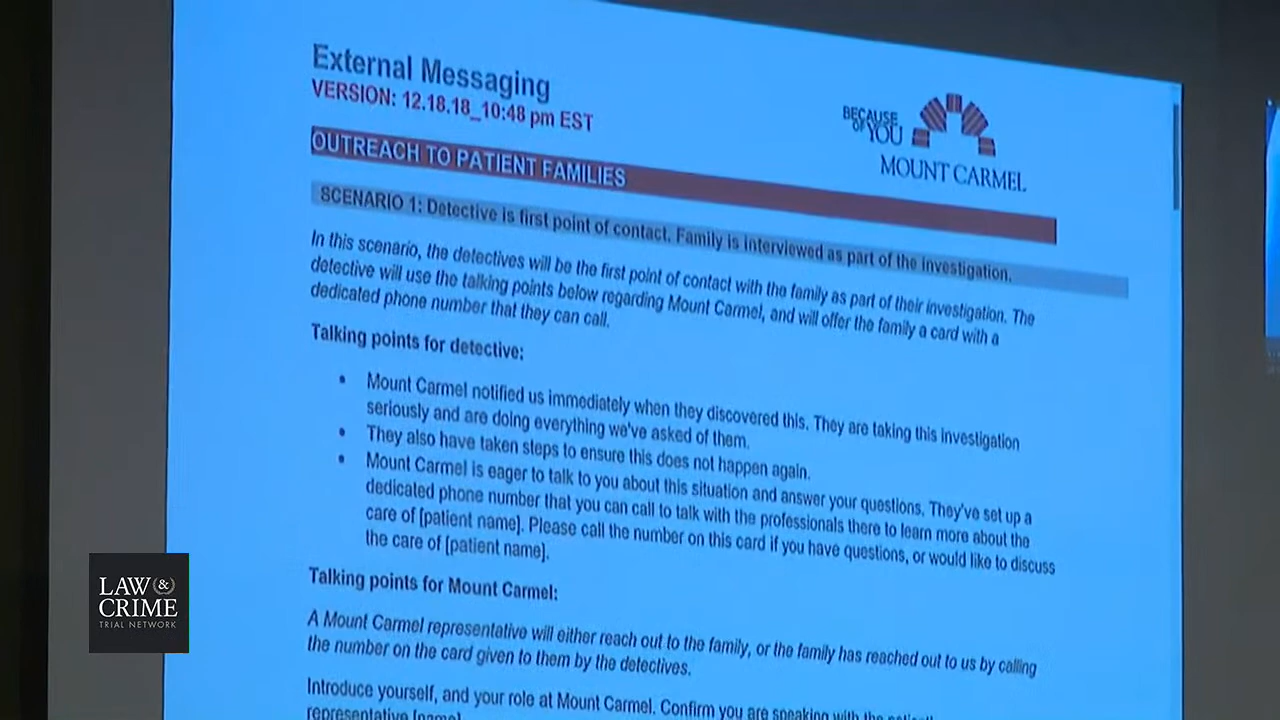 External Messaging
VERSION: 12.18.18_10:48 pm EST
BECAUSE
OF YOU
MOUNT CARMEL
OUTREACH TO PATIENT FAMILIES
SCENARIO 1: Detective is first point of contact. Family is interviewed as part of the investigation.
In this scenario, the detectives will be the first point of contact with the family as part of their investigation. The
detective will use the talking points below regarding Mount Carmel, and will offer the family a card with a
dedicated phone number that they can call.
Talking points for detective:
• Mount Carmel notified us immediately when they discovered this. They are taking this investigation
seriously and are doing everything we've asked of them.
• They also have taken steps to ensure this does not happen again.
• Mount Carmel is eager to talk to you about this situation and answer your questions. They've set up a
dedicated phone number that you can call to talk with the professionals there to learn more about the
care of [patient name]. Please call the number on this card if you have questions, or would like to discuss
the care of [patient name].
Talking points for Mount Carmel:
A Mount Carmel representative will either reach out to the family, or the family has reached out to us by calling
the number on the card given to them by the detectives.
Introduce yourself, and your role at Mount Carmel. Confirm you are speaking with the
representative [name]
LAW &
CRIME
TRIAL NETWORK